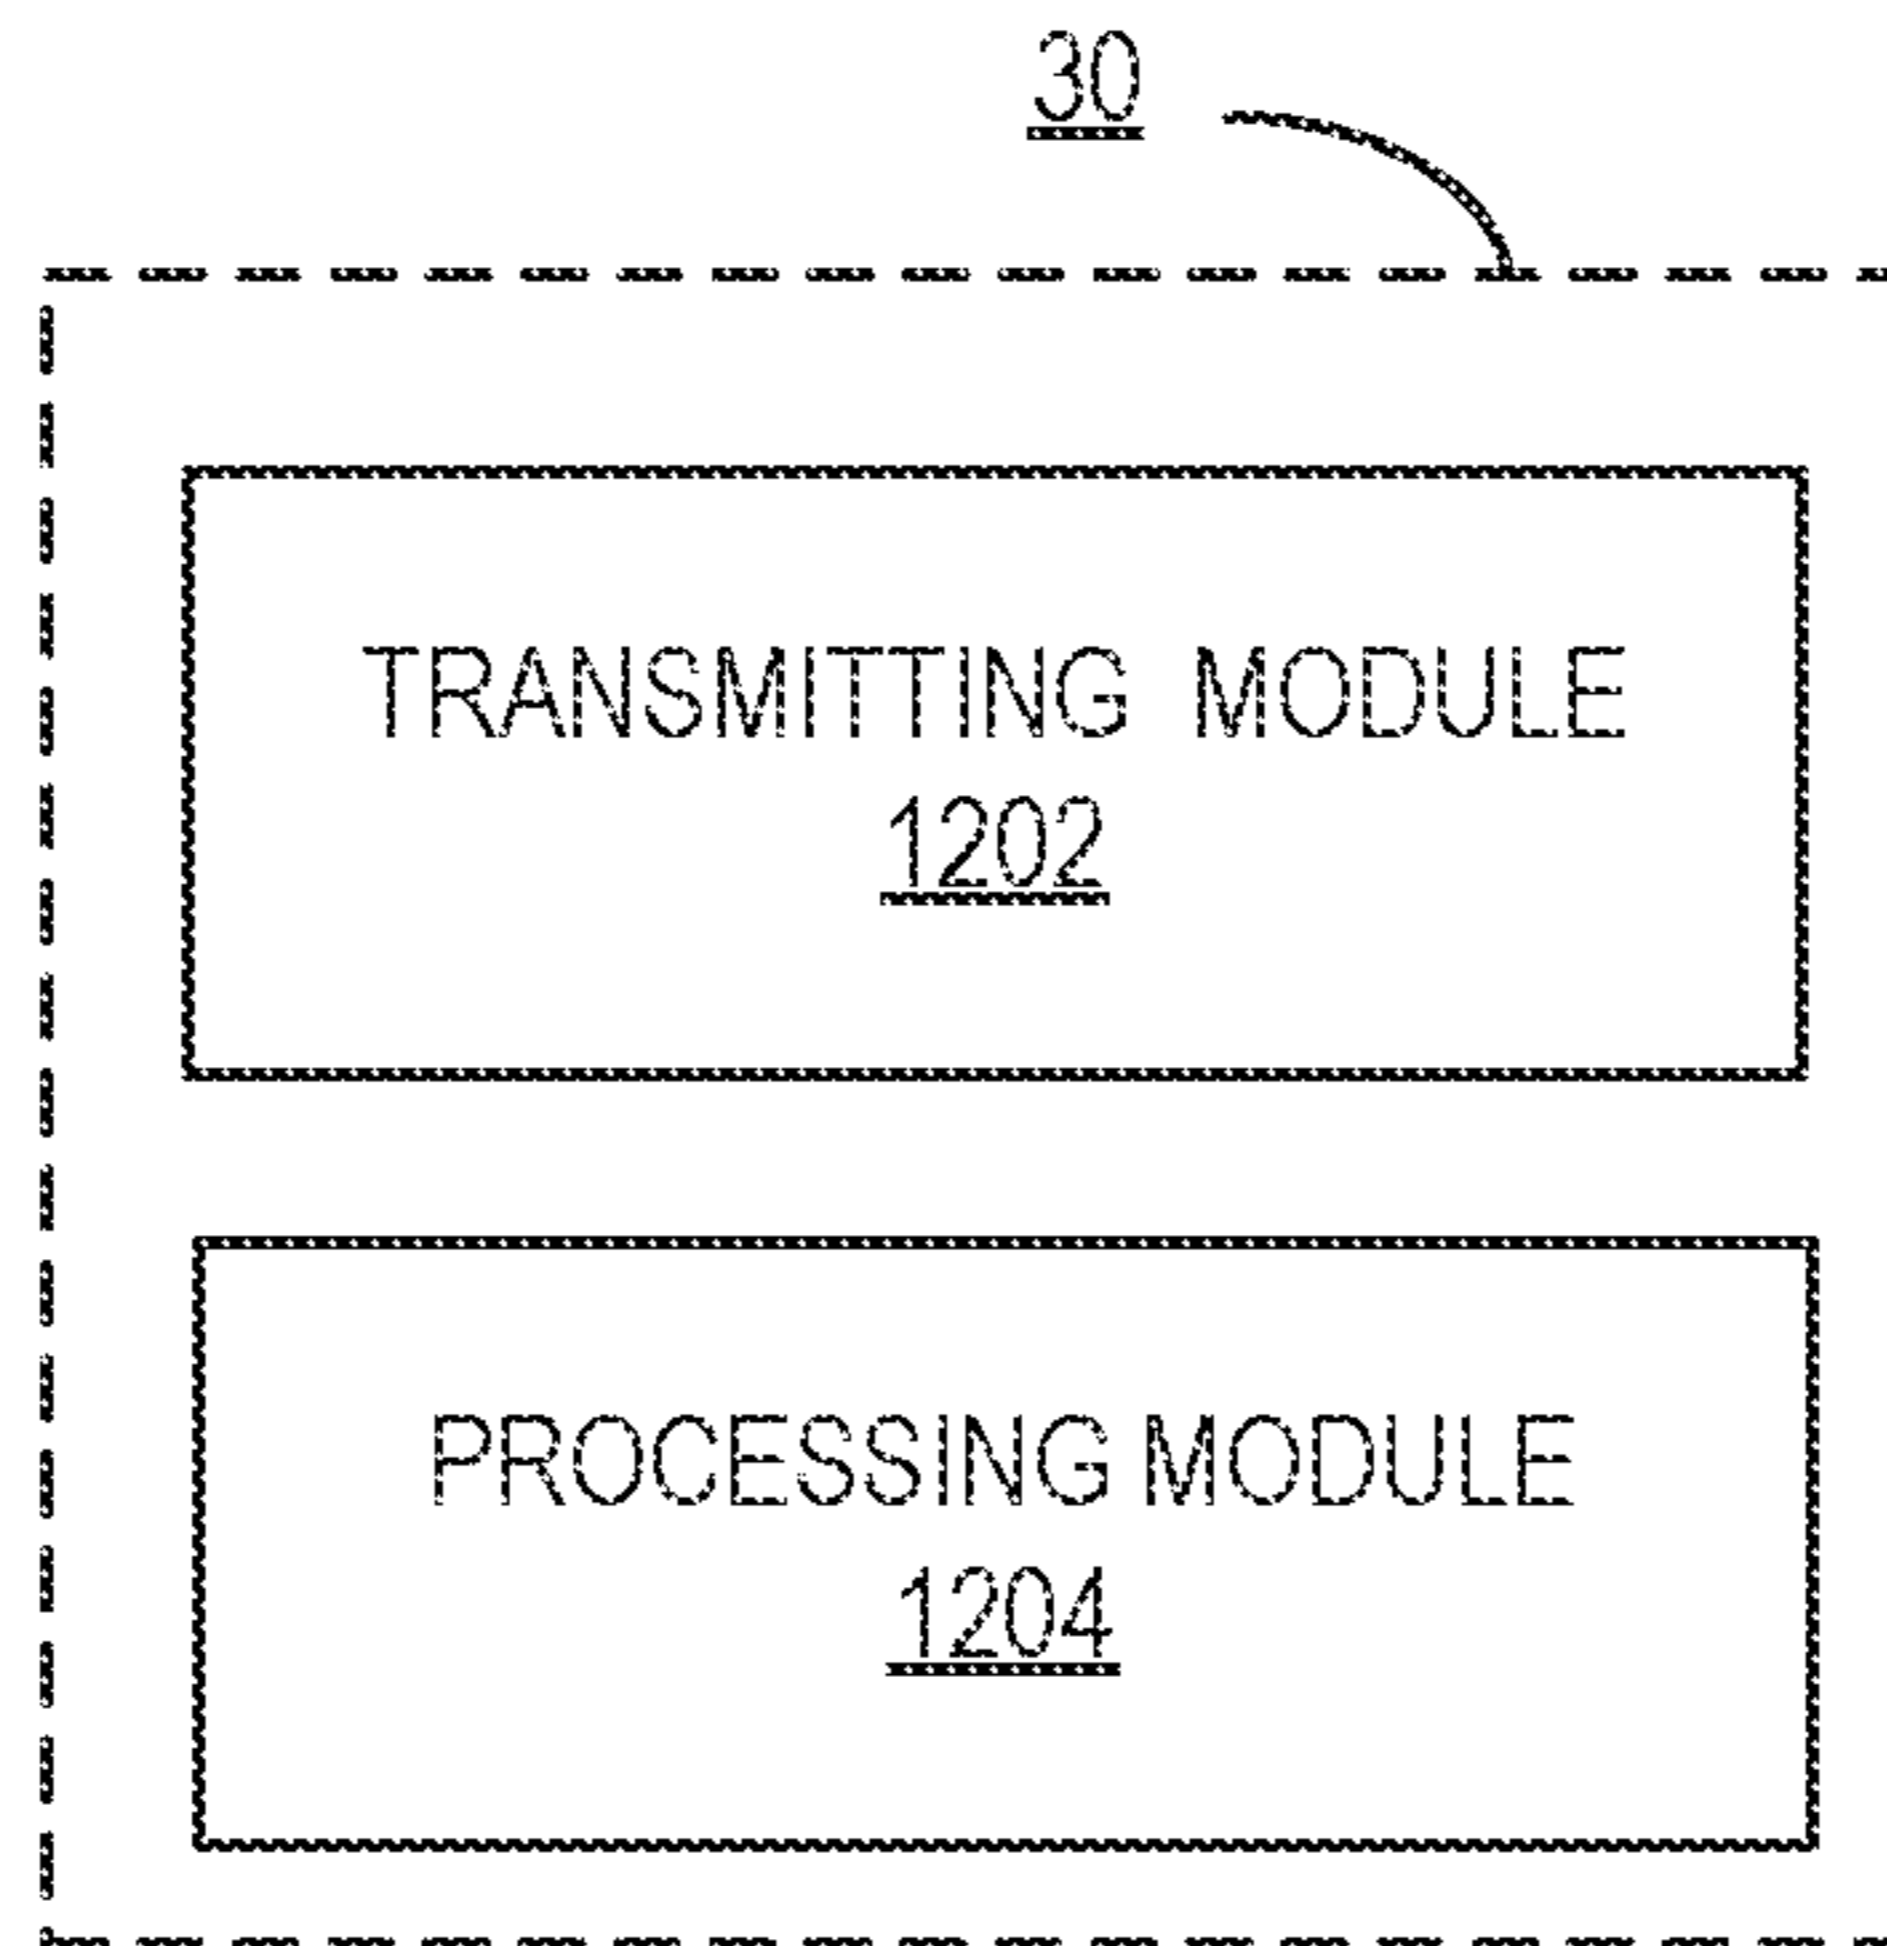 30
TRANSMITTING MODULE
1202
PROCESSING MODULE
1204